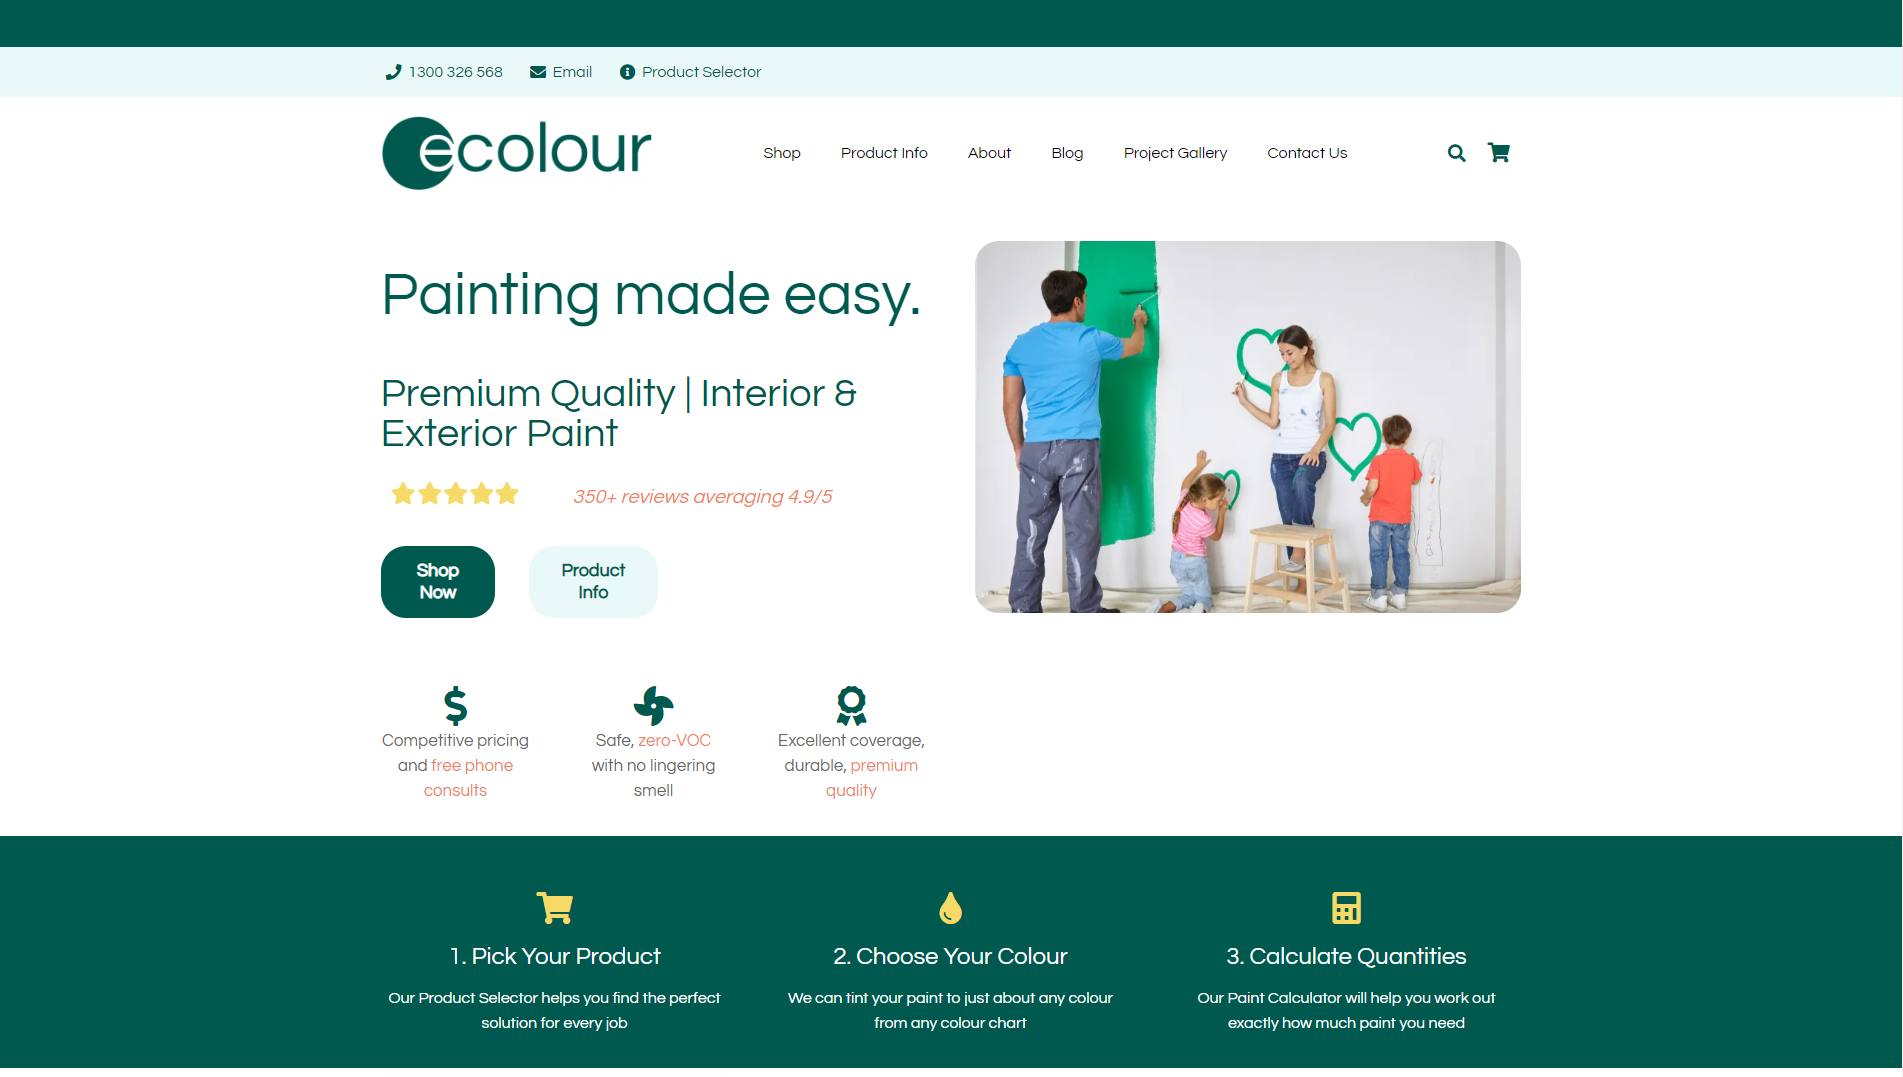 1300 326 568 Email Product Selector
ecolour
Shop Product Info About Blog Project Gallery Contact Us
Painting made easy.
Premium Quality | Interior &
Exterior Paint
350+ reviews averaging 4.9/5
Shop
Now
Product
Info
Competitive pricing
and free phone
consults
Safe, zero-VOC
with no lingering
smell
Excellent coverage,
durable, premium
quality
1. Pick Your Product
Our Product Selector helps you find the perfect
solution for every job
2. Choose Your Colour
We can tint your paint to just about any colour
from any colour chart
3. Calculate Quantities
Our Paint Calculator will help you work out
exactly how much paint you need